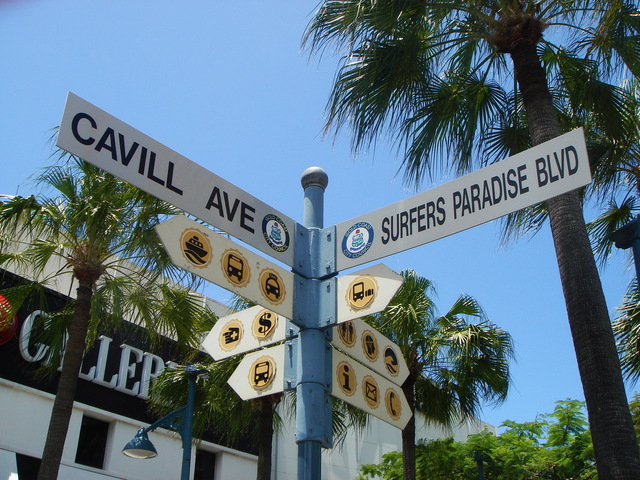 CAVILL AVE
SURFERS PARADISE BLVD
$
i